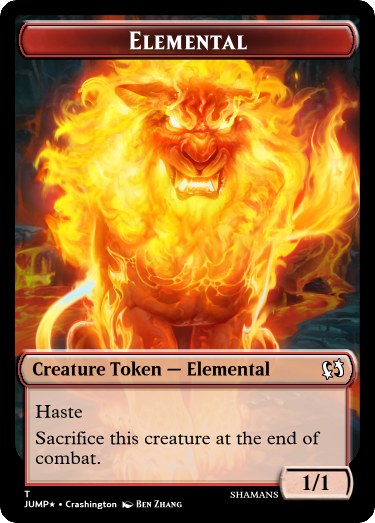 ELEMENTAL
Creature Token — Elemental
Haste
Sacrifice this creature at the end of
combat.
1/1
T
SHAMANS
JUMP★ • Crashington BEN ZHANG